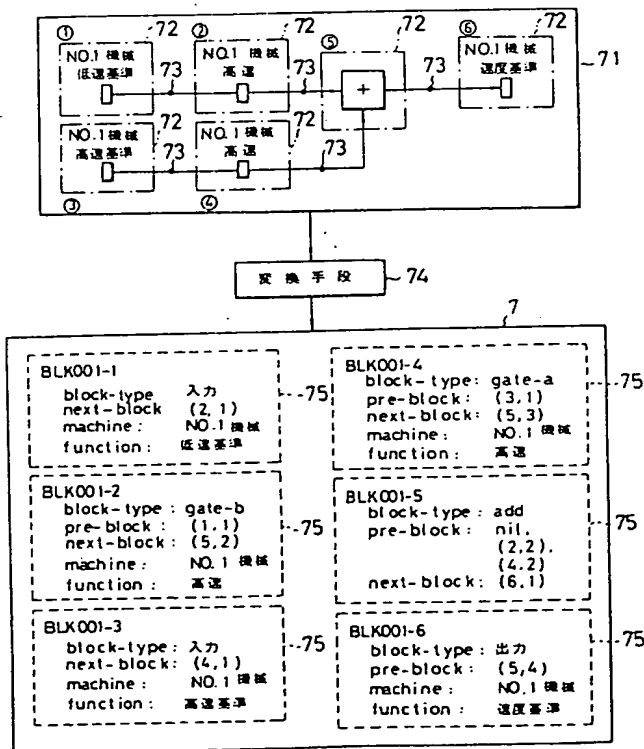 ① 72
NO.1 機械
低速基準
73
② 72
NO.1 機械
高速
73
⑤ 72
+
73
⑥ 72
NO.1 機械
速度基準
71
NO.1 機械
高速基準
72
③
73
NO.1 機械
高速
72
④
73
変換手段
74
7
BLK001-1
block-type 入力
next-block (2,1)
machine: NO.1 機械
function: 低速基準
75
BLK001-2
block-type: gate-b
pre-block: (1,1)
next-block: (5,2)
machine: NO.1 機械
function: 高速
75
BLK001-3
block-type: 入力
next-block: (4,1)
machine: NO.1 機械
function: 高速基準
75
BLK001-4
block-type: gate-a
pre-block: (3,1)
next-block: (5,3)
machine: NO.1 機械
function: 高速
75
BLK001-5
block-type: add
pre-block: nil,
(2,2),
(4.2)
next-block: (6,1)
75
BLK001-6
block-type: 出力
pre-block: (5,4)
machine: NO.1 機械
function: 速度基準
75